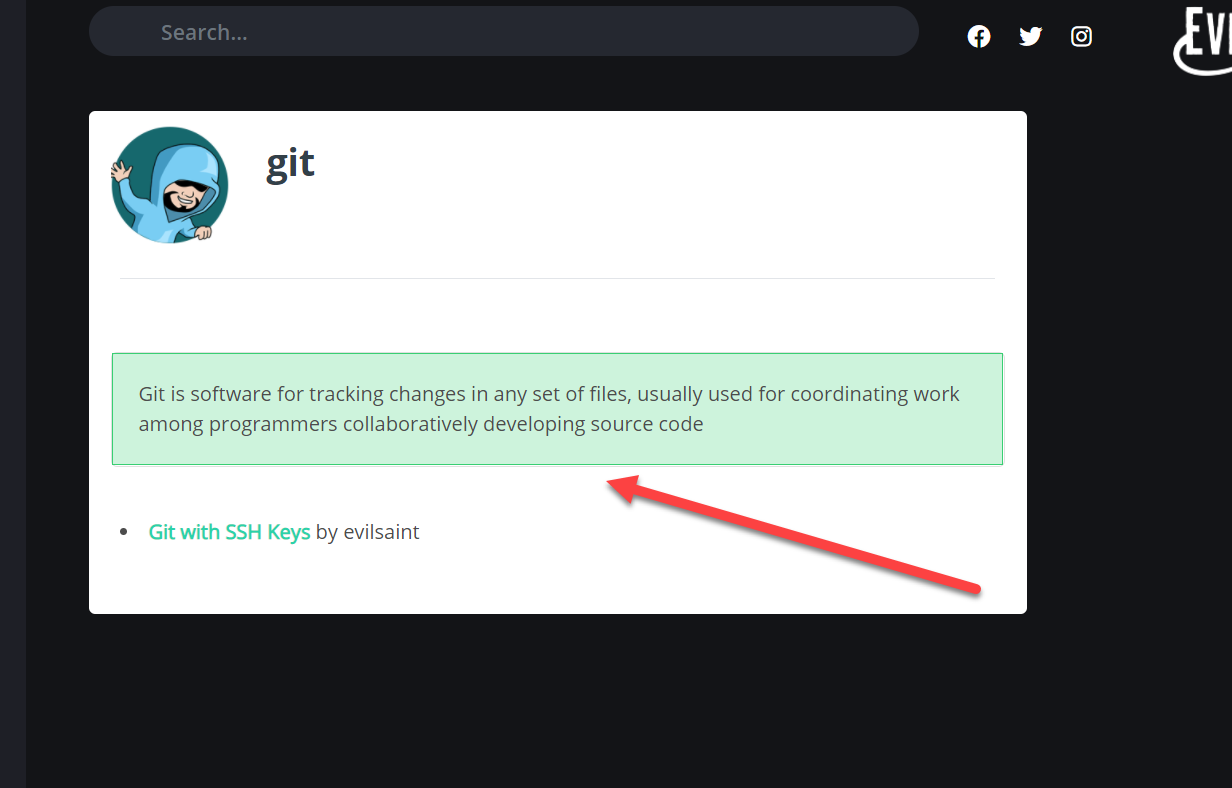 Search...
git
Git is software for tracking changes in any set of files, usually used for coordinating work
among programmers collaboratively developing source code
Git with SSH Keys by evilsaint